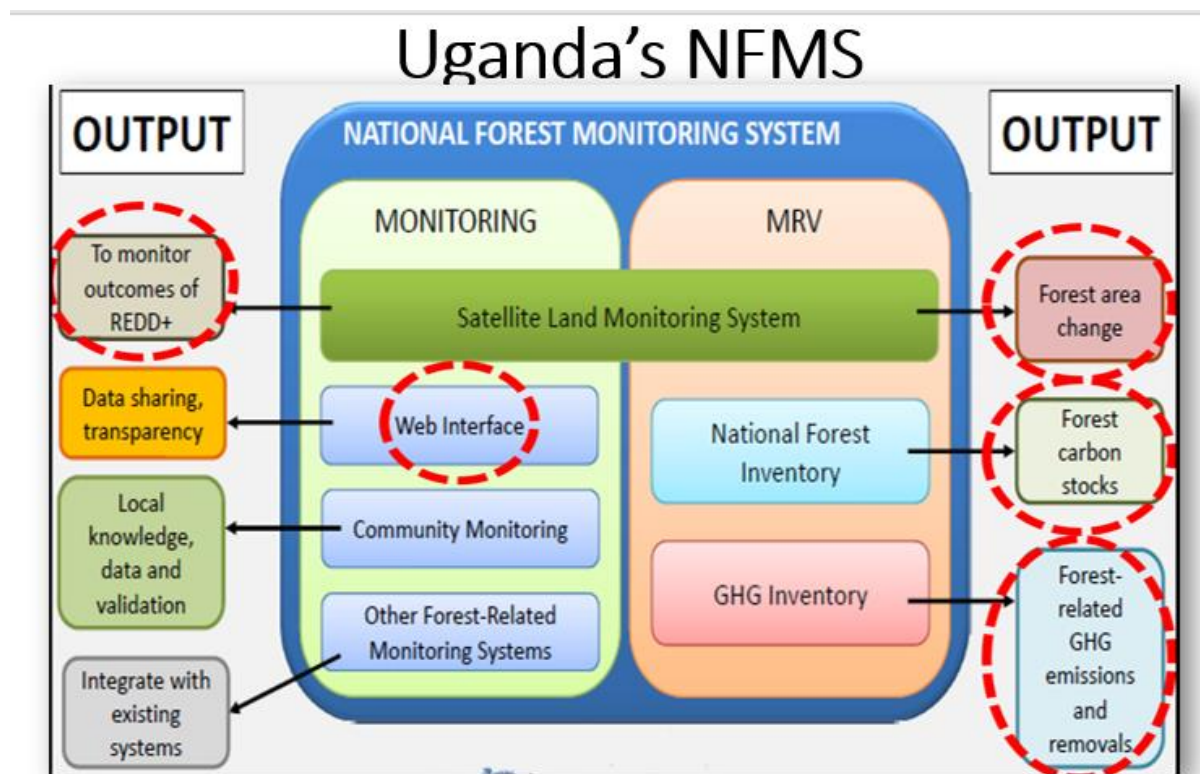 Uganda's NFMS
OUTPUT
NATIONAL FOREST MONITORING SYSTEM
OUTPUT
MONITORING
MRV
To monitor
outcomes of
REDD+
Satellite Land Monitoring System
Forest area
change
Data sharing,
transparency
Web Interface
National Forest
Inventory
Forest
carbon
stocks
Local
knowledge,
data and
validation
Community Monitoring
GHG Inventory
Forest-
related
GHG
emissions
and
removals
Other Forest-Related
Monitoring Systems
Integrate with
existing
systems